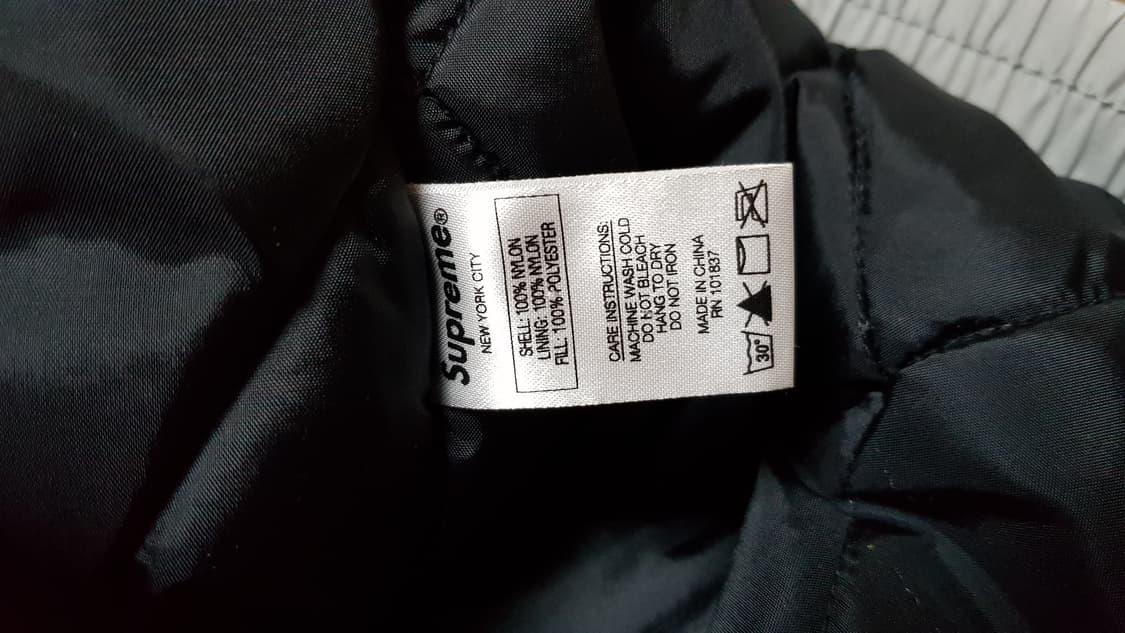 Supreme®
NEW YORK CITY
SHELL: 100% NYLON
LINING: 100% NYLON
FILL: 100% POLYESTER
CARE INSTRUCTIONS:
MACHINE WASH COLD
DO NOT BLEACH
HANG TO DRY
DO NOT IRON
MADE IN CHINA
RN 101837
30°